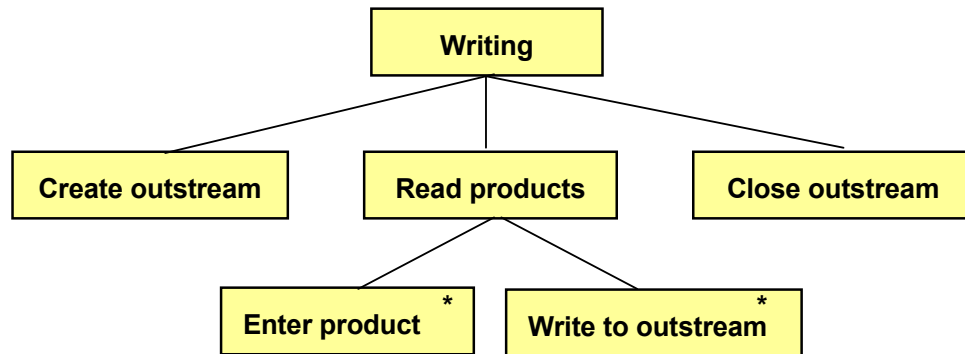 Writing
Create outstream
Read products
Close outstream
Enter product *
Write to outstream *